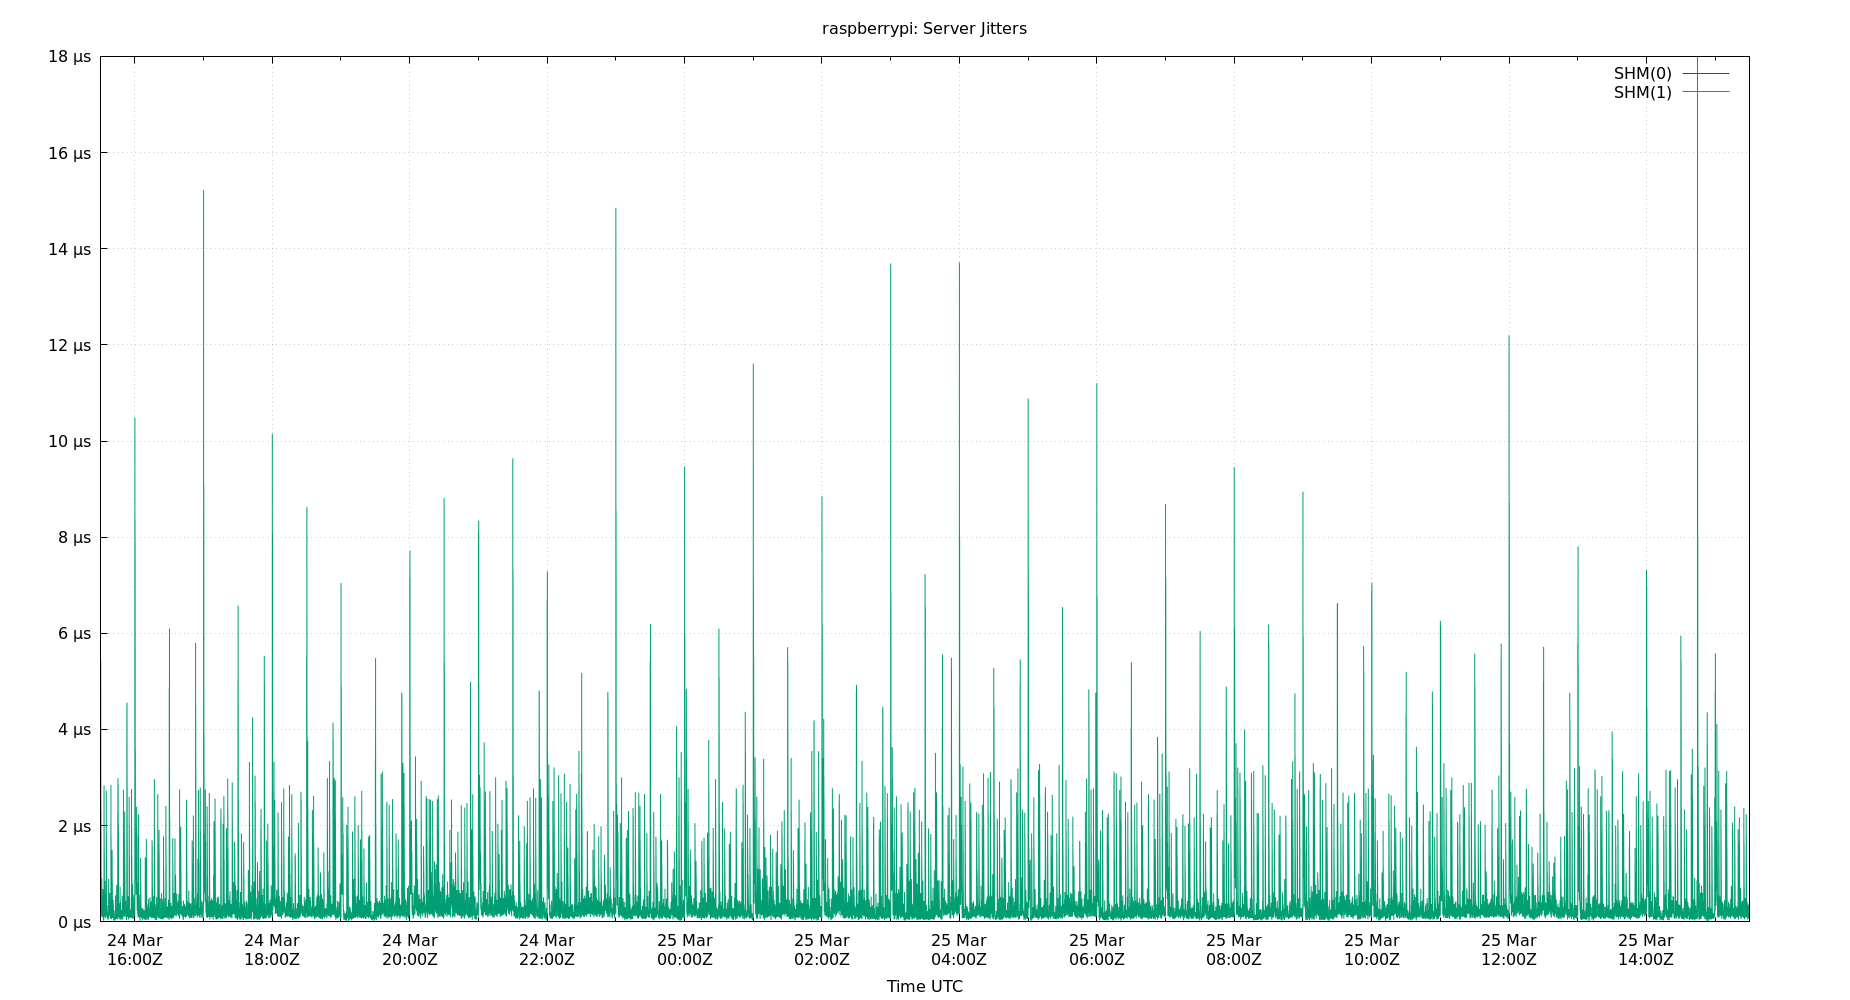 raspberrypi: Server Jitters
18 µs
16 µs
14 µs
12 µs
10 µs
8 µs
6 µs
4 µs
2 µs
0 µs
SHM(0)
SHM(1)
24 Mar 24 Mar 24 Mar 24 Mar 25 Mar 25 Mar 25 Mar 25 Mar 25 Mar 25 Mar 25 Mar 25 Mar
16:00Z 18:00Z 20:00Z 22:00Z 00:00Z 02:00Z 04:00Z 06:00Z 08:00Z 10:00Z 12:00Z 14:00Z
Time UTC